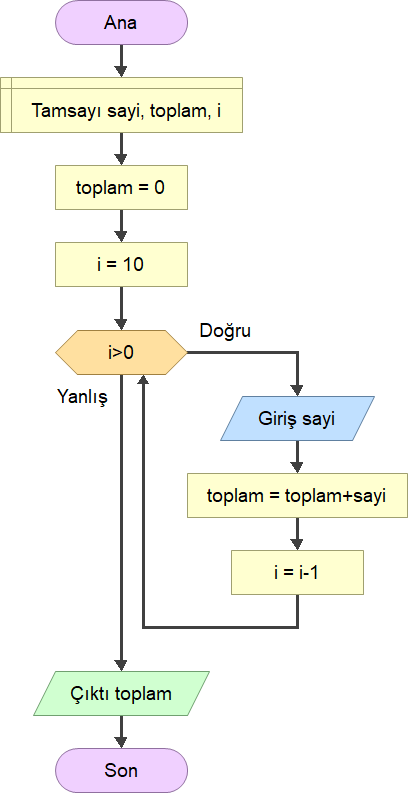 Ana
Tamsayı sayi, toplam, i
toplam = 0
i = 10
i>0
Doğru
Yanlış
Giriş sayi
toplam = toplam+sayi
i = i-1
Çıktı toplam
Son